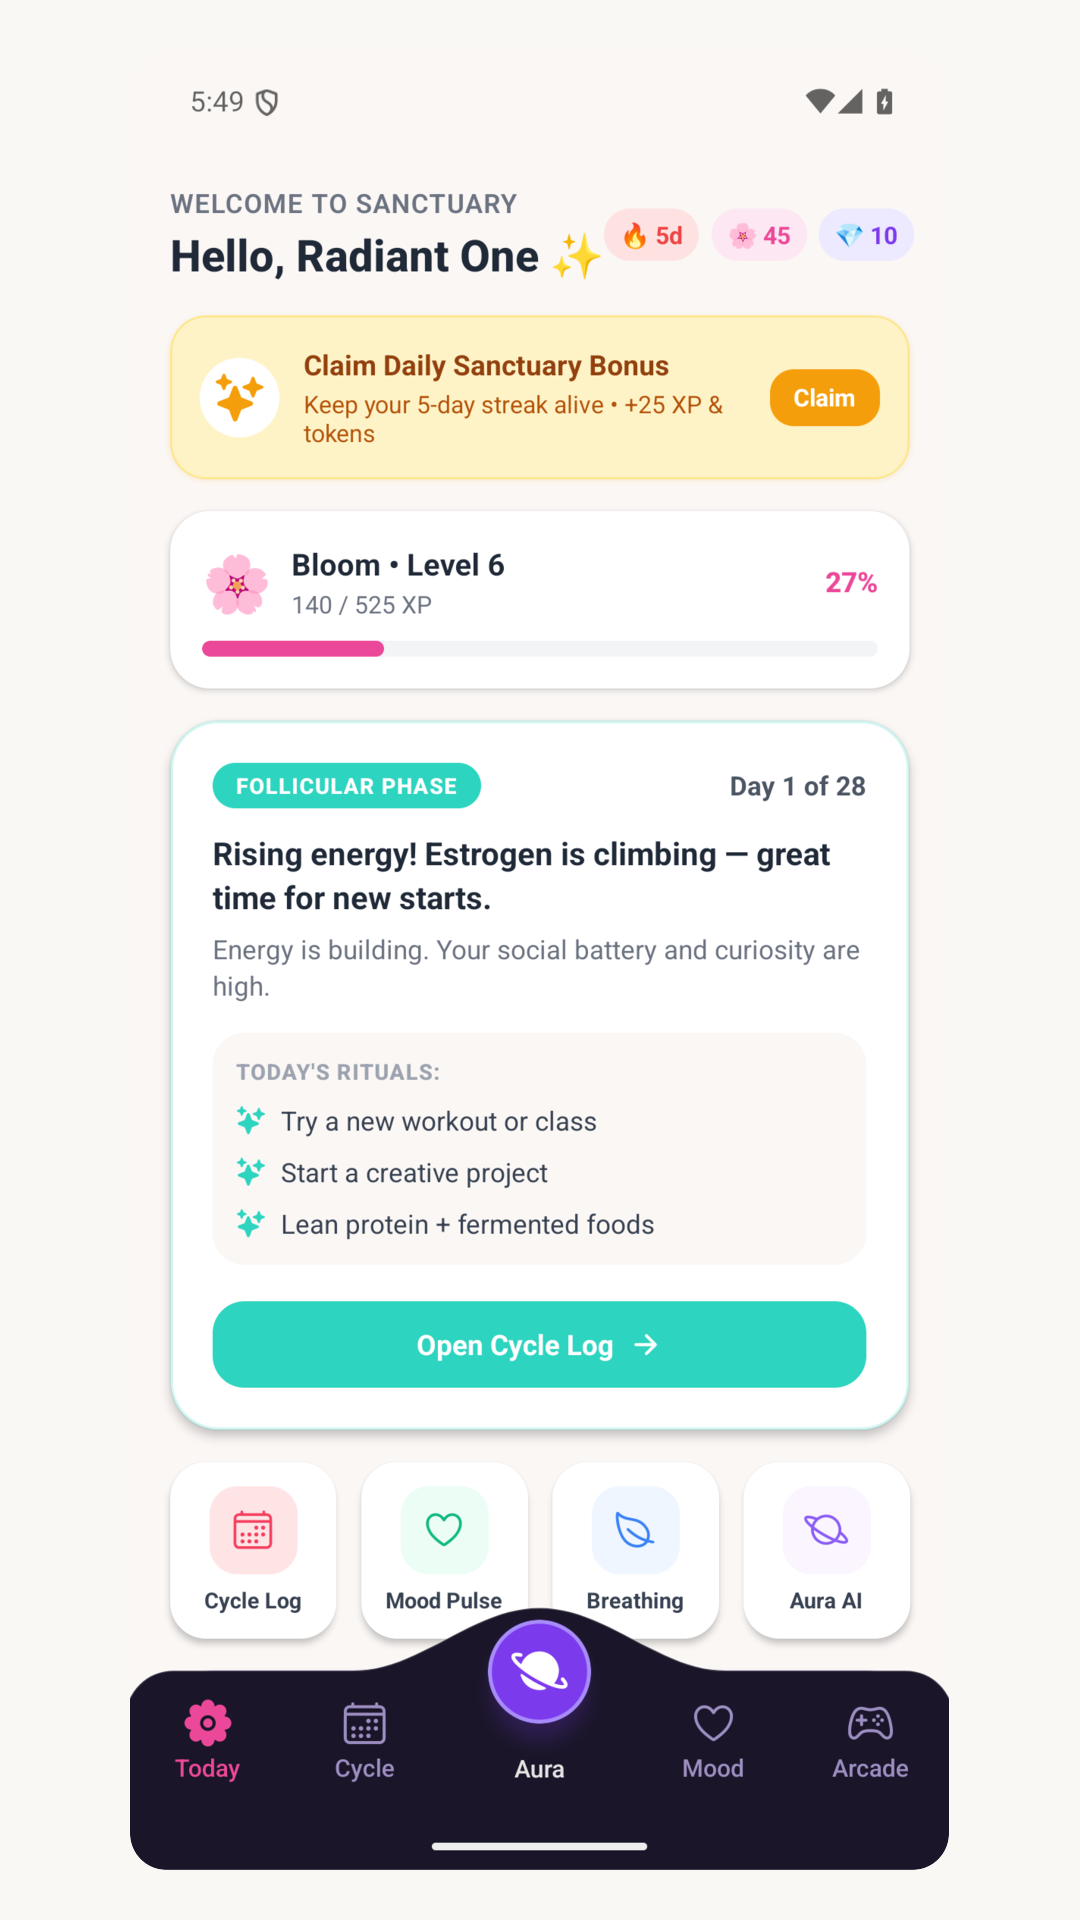 5:49
WELCOME TO SANCTUARY
Hello, Radiant One ✨
🔥 5d
🌸 45
💎 10
Claim Daily Sanctuary Bonus
Keep your 5-day streak alive • +25 XP &
tokens
Claim
Bloom • Level 6
140 / 525 XP
27%
FOLLICULAR PHASE
Day 1 of 28
Rising energy! Estrogen is climbing — great
time for new starts.
Energy is building. Your social battery and curiosity are
high.
TODAY'S RITUALS:
Try a new workout or class
Start a creative project
Lean protein + fermented foods
Open Cycle Log →
Cycle Log
Mood Pulse
Breathing
Aura AI
Today
Cycle
Aura
Mood
Arcade